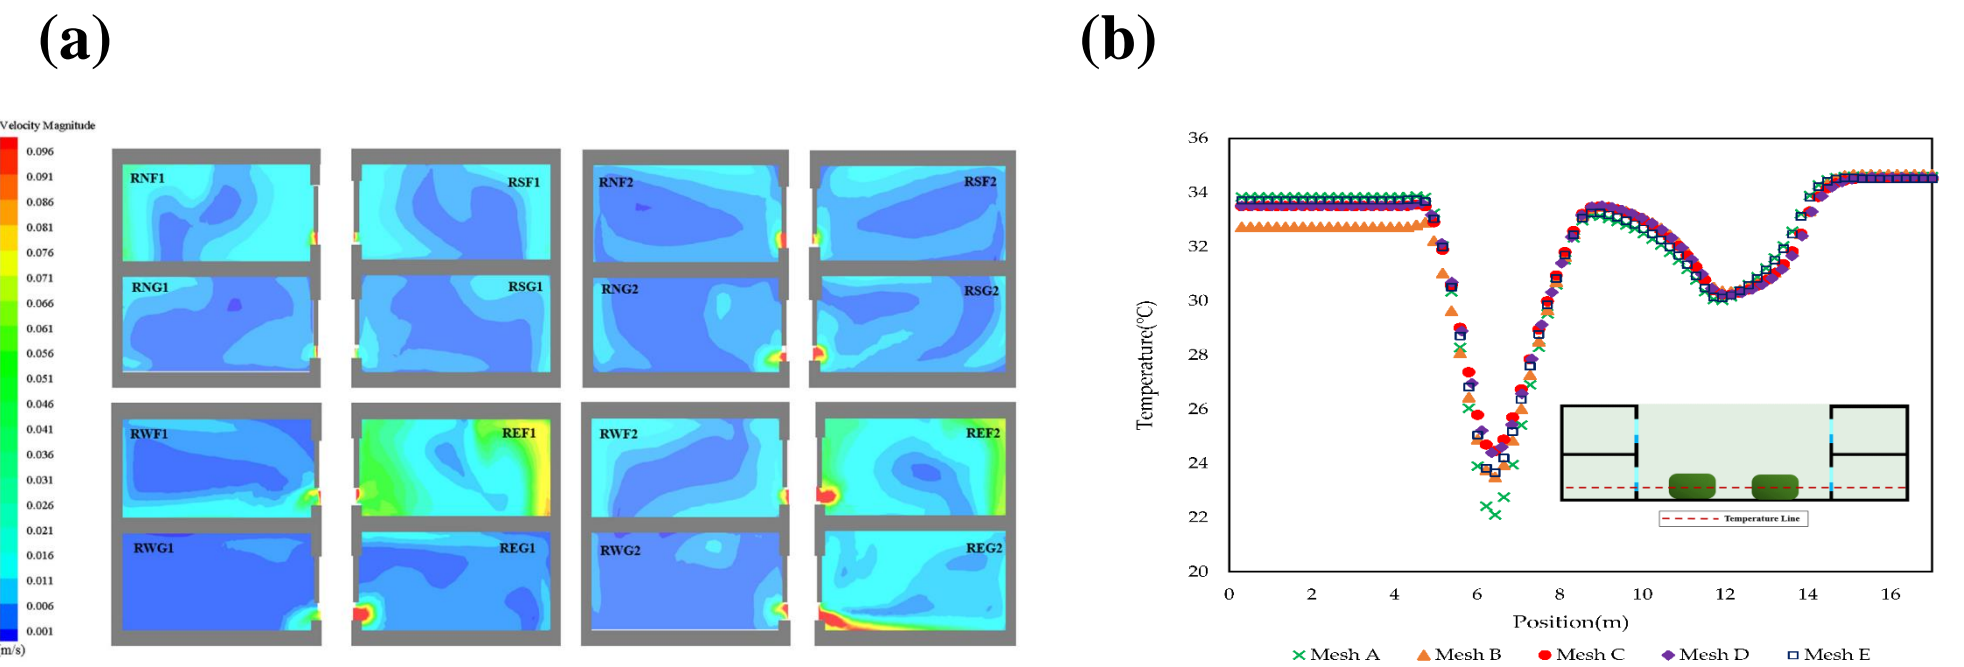 (a)
(b)
Velocity Magnitude
0.096
0.091
0.086
0.081
0.076
0.071
0.066
0.061
0.056
0.051
0.046
0.041
0.036
0.031
0.026
0.021
0.016
0.011
0.006
0.001
(m/s)
RNF1
RSF1
RNF2
RSF2
RNG1
RSG1
RNG2
RSG2
RWF1
REF1
RWF2
REF2
RWG1
REG1
RWG2
REG2
36
34
32
30
28
26
24
22
20
Temperature(°C)
0 2 4 6 8 10 12 14 16
Position(m)
Temperature Line
Mesh A Mesh B Mesh C Mesh D Mesh E